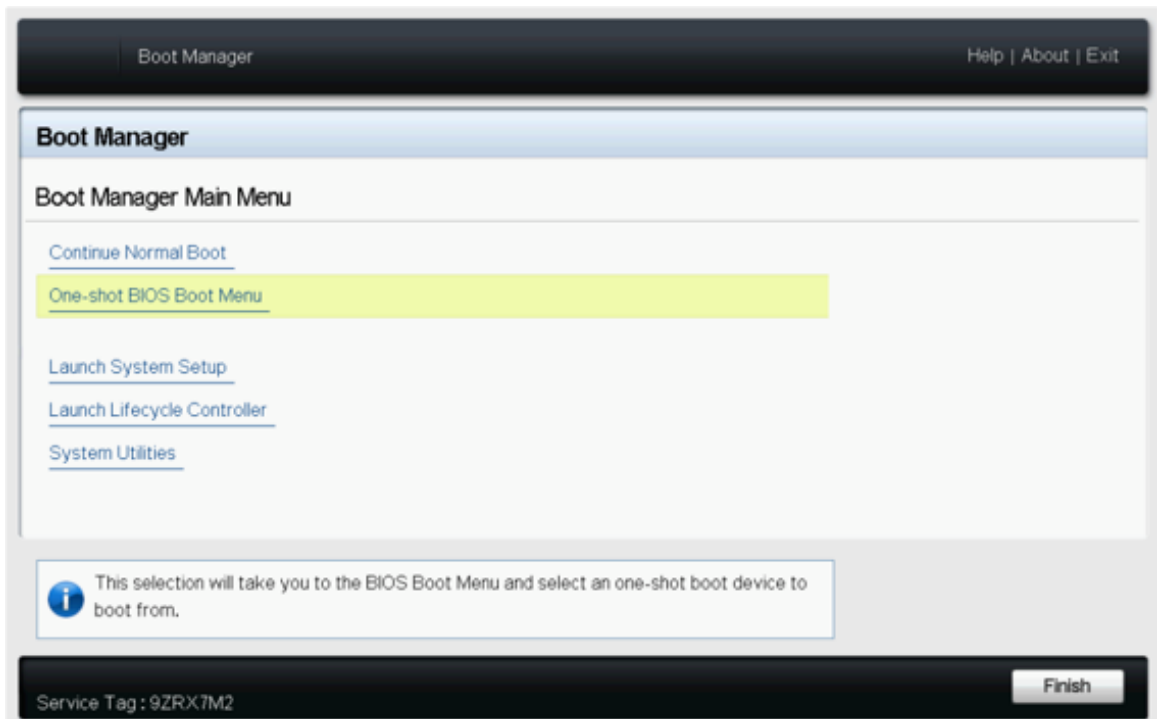 Boot Manager
Help | About | Exit
Boot Manager
Boot Manager Main Menu
Continue Normal Boot
One-shot BIOS Boot Menu
Launch System Setup
Launch Lifecycle Controller
System Utilities
This selection will take you to the BIOS Boot Menu and select an one-shot boot device to
boot from.
Finish
Service Tag : 9ZRX7M2